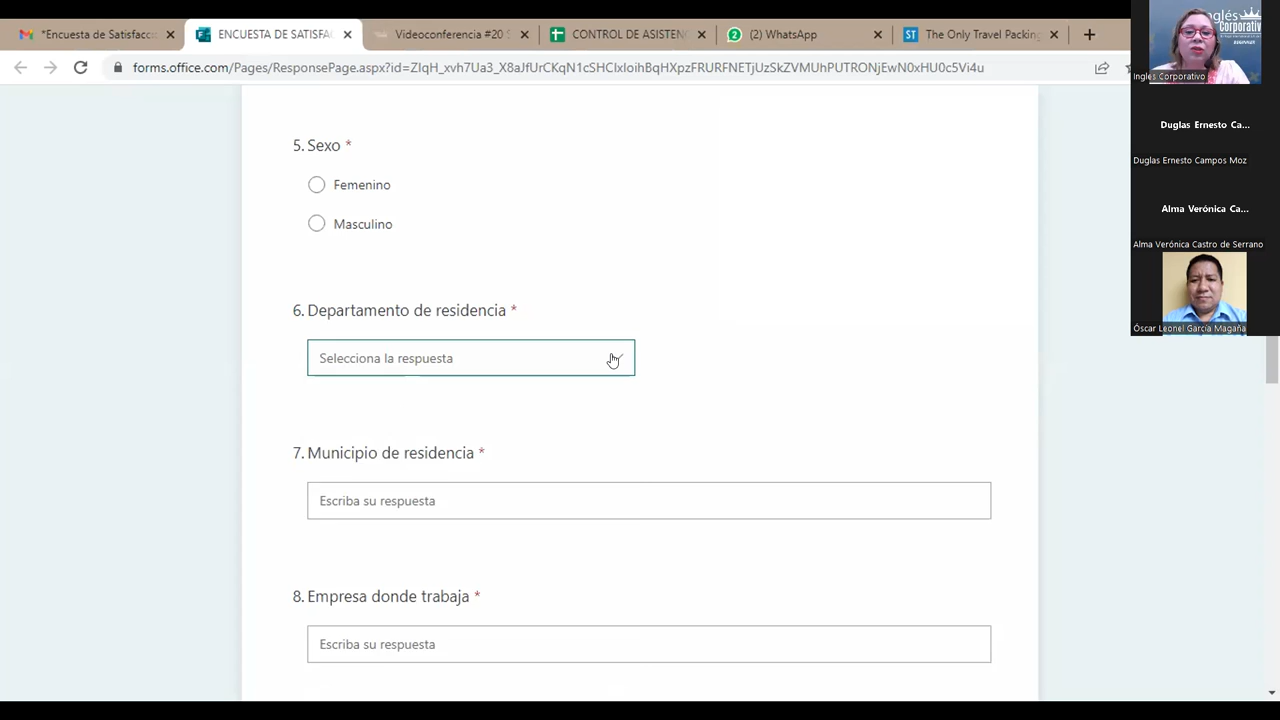 *Encuesta de Satisfacc
ENCUESTA DE SATISFA
Videoconferencia #20
CONTROL DE ASISTEN
(2) WhatsApp
The Only Travel Packing
forms.office.com/Pages/ResponsePage.aspx?id=ZIqH_xvh7Ua3_X8aJfUrCKqN1cSHClxIoihBqHXpzFRURFNETjUzSkZVMUhPUTRONjEwN0xHU0c5Vi4u
5. Sexo *
Femenino
Masculino
6. Departamento de residencia *
Selecciona la respuesta
7. Municipio de residencia *
Escriba su respuesta
8. Empresa donde trabaja *
Escriba su respuesta
Inglés
Corporativo
Ingles Corporativo
Duglas Ernesto Ca...
Duglas Ernesto Campos Moz
Alma Verónica Ca...
Alma Verónica Castro de Serrano
Óscar Leonel García Magaña